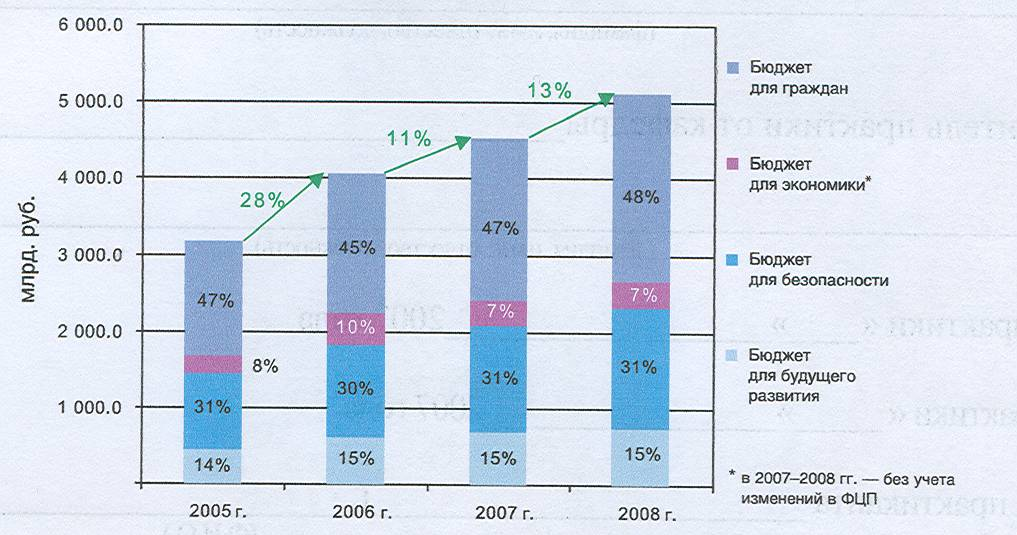 млрд. руб.
6 000.0
5 000.0
4 000.0
3 000.0
2 000.0
1 000.0
28%
11%
13%
47%
8%
31%
14%
45%
10%
30%
15%
47%
7%
31%
15%
48%
7%
31%
15%
2005 г.
2006 г.
2007 г.
2008 г.
Бюджет
для граждан
Бюджет
для экономики*
Бюджет
для безопасности
Бюджет
для будущего
развития
* в 2007–2008 гг. — без учета
изменений в ФЦП